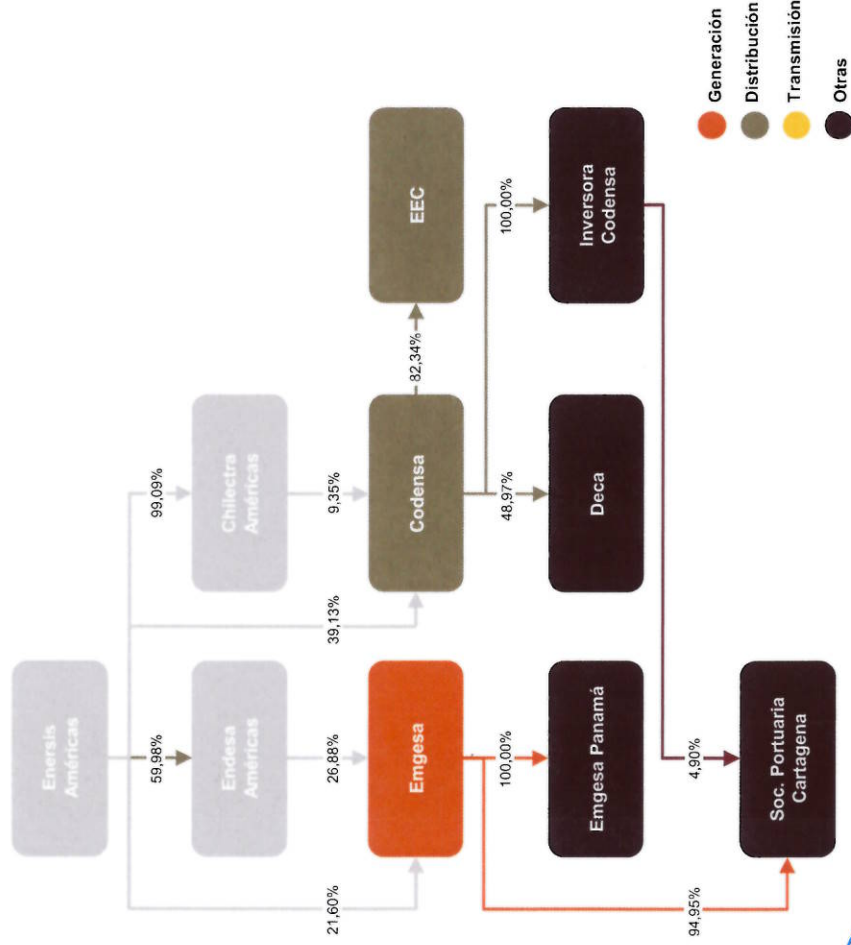 Enersis
Américas
59,98%
99,09%
Endesa
Américas
Chilectra
Américas
21,60%
26,88%
39,13%
9,35%
Emgesa
Codensa
82,34%
EEC
100,00%
48,97%
100,00%
Emgesa Panamá
Deca
Inversora
Codensa
94,95%
4,90%
Soc. Portuaria
Cartagena
Generación
Distribución
Transmisión
Otras